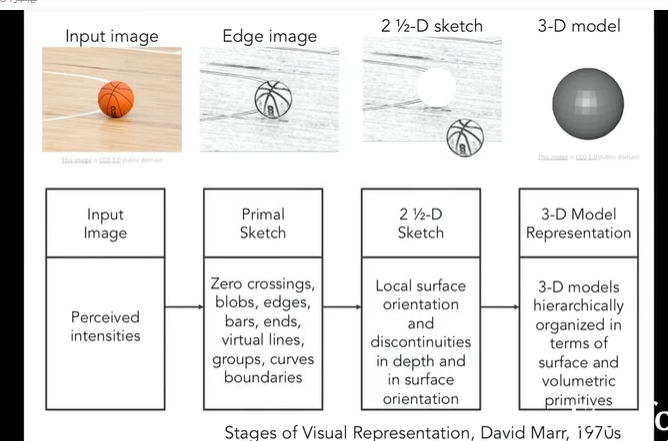 Input image
Edge image
2 ½-D sketch
3-D model
This image is CC0 1.0 public domain
This image is CC0 1.0 public domain
Input
Image
Primal
Sketch
2 ½-D
Sketch
3-D Model
Representation
Perceived
intensities
Zero crossings,
blobs, edges,
bars, ends,
virtual lines,
groups, curves
boundaries
Local surface
orientation
and
discontinuities
in depth and
in surface
orientation
3-D models
hierarchically
organized in
terms of
surface and
volumetric
primitives
Stages of Visual Representation, David Marr, 1970s